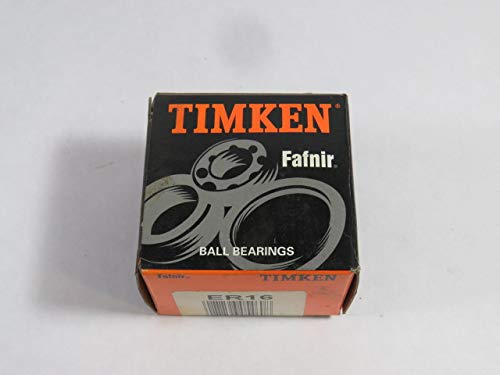 TIMKEN®
Fafnir®
BALL BEARINGS
Fafnir® TIMKEN
ER16